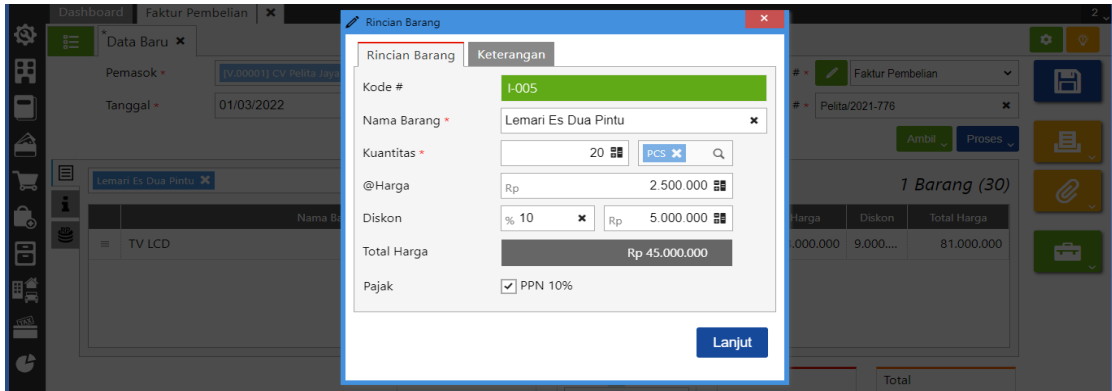 Dashboard Faktur Pembelian
2
Rincian Barang
*Data Baru
Rincian Barang Keterangan
Pemasok * [V.00001] CV Pelita Jaya
# * Faktur Pembelian
Kode # I-005
Tanggal * 01/03/2022
# * Pelita/2021-776
Nama Barang * Lemari Es Dua Pintu
Ambil Proses
Kuantitas * 20 PCS
Lemari Es Dua Pintu
1 Barang (30)
@Harga Rp 2.500.000
Nama Ba
Harga Diskon Total Harga
Diskon % 10 Rp 5.000.000
TV LCD
.000.000 9.000.... 81.000.000
Total Harga Rp 45.000.000
Pajak PPN 10%
Lanjut
Total